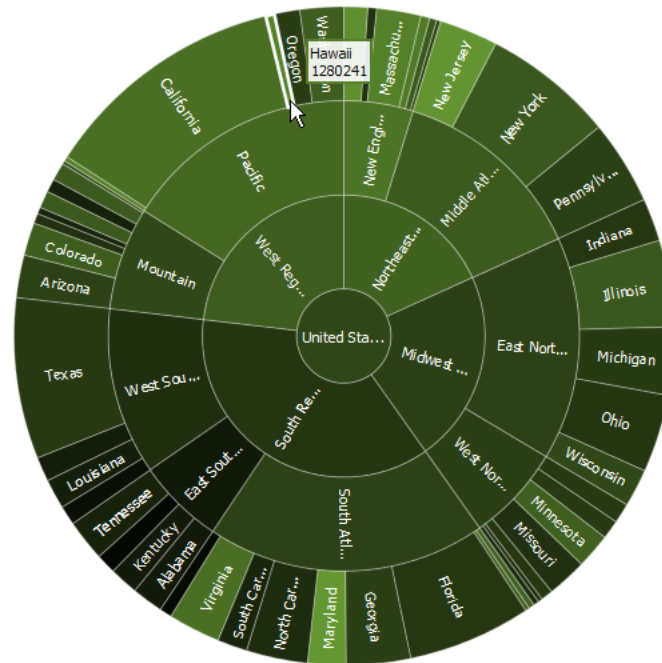 United Sta...
West Reg...
Northeast...
Midwest ...
South Re...
Pacific
Mountain
New Engl...
Middle Atl...
East Nort...
West Nor...
South Atl...
East Sout...
West Sou...
Hawaii
1280241
Oregon
California
Colorado
Arizona
Texas
Louisiana
Tennessee
Kentucky
Alabama
Virginia
South Car...
North Car...
Maryland
Georgia
Florida
Missouri
Minnesota
Wisconsin
Ohio
Michigan
Illinois
Indiana
Pennsylv...
New York
New Jersey
Massachu...